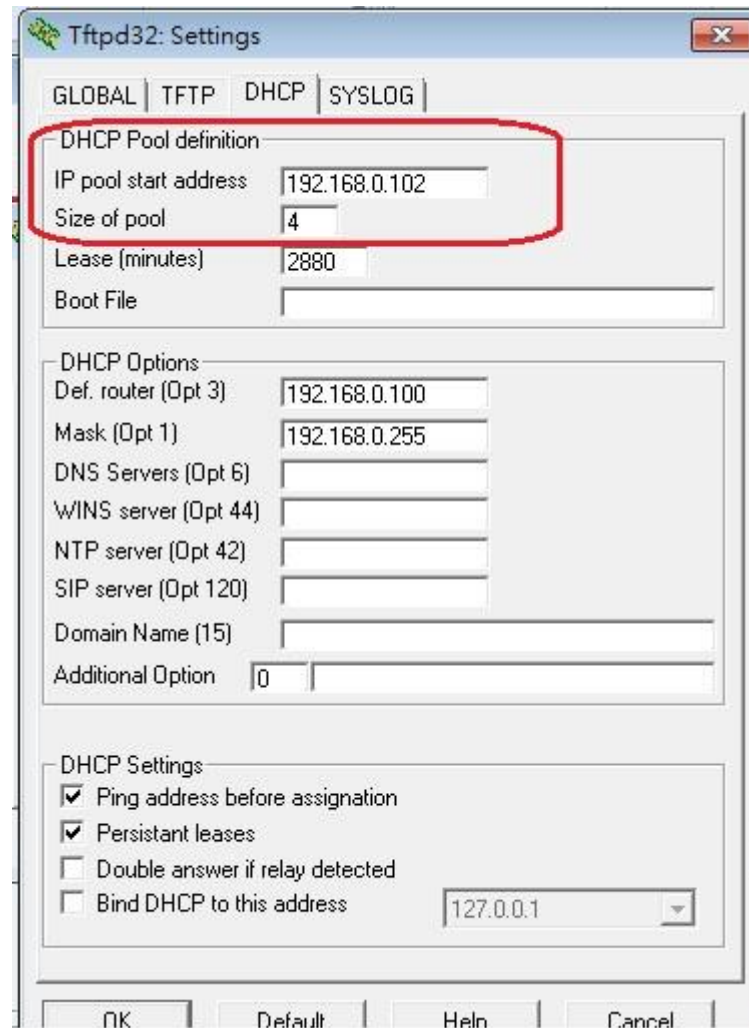 Tftpd32: Settings
GLOBAL TFTP DHCP SYSLOG
DHCP Pool definition
IP pool start address 192.168.0.102
Size of pool 4
Lease (minutes) 2880
Boot File
DHCP Options
Def. router (Opt 3) 192.168.0.100
Mask (Opt 1) 192.168.0.255
DNS Servers (Opt 6)
WINS server (Opt 44)
NTP server (Opt 42)
SIP server (Opt 120)
Domain Name (15)
Additional Option 0
DHCP Settings
Ping address before assignation
Persistant leases
Double answer if relay detected
Bind DHCP to this address 127.0.0.1
OK Default Help Cancel